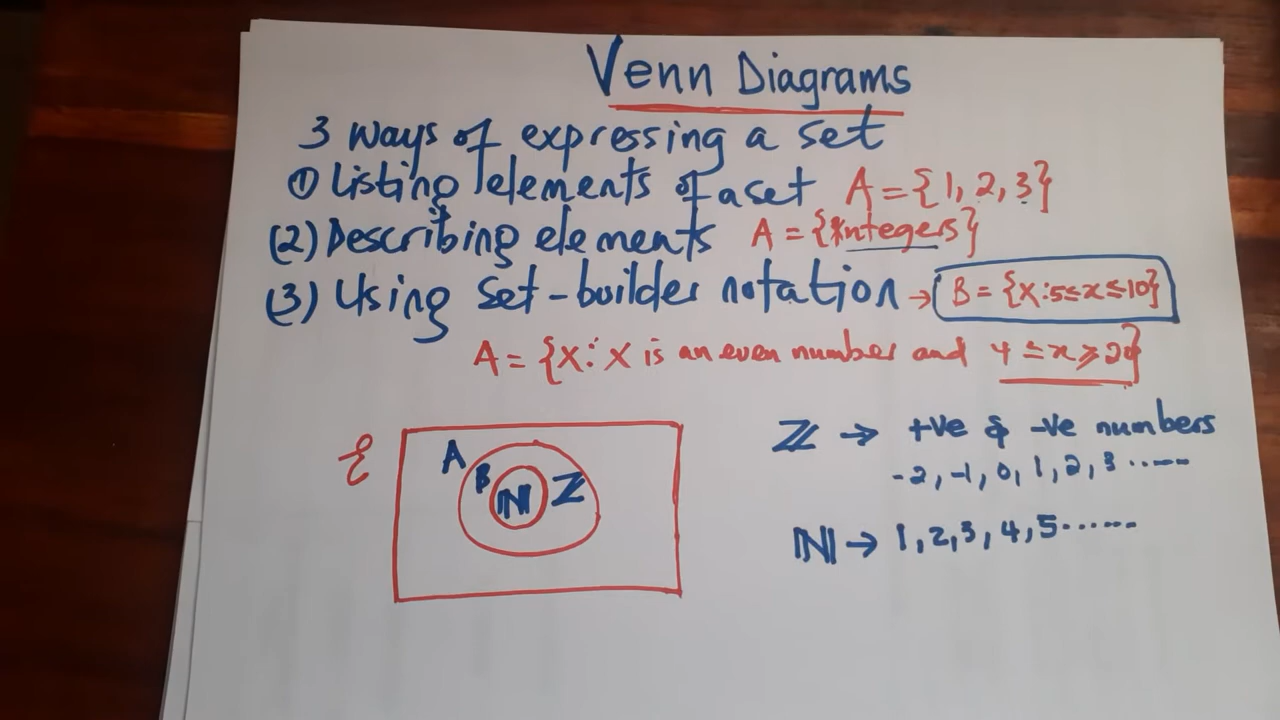 Venn Diagrams
3 ways of expressing a set
① Listing elements of a set A = {1, 2, 3}
(2) Describing elements A = {Integers}
(3) Using Set-builder notation → B = {X:5≤x≤10}
A = {X:X is an even number and 4 ≤ x ≥ 20}
ℤ → +ve & -ve numbers
-2, -1, 0, 1, 2, 3 ......
ξ A B ℕ ℤ
ℕ → 1, 2, 3, 4, 5 ......